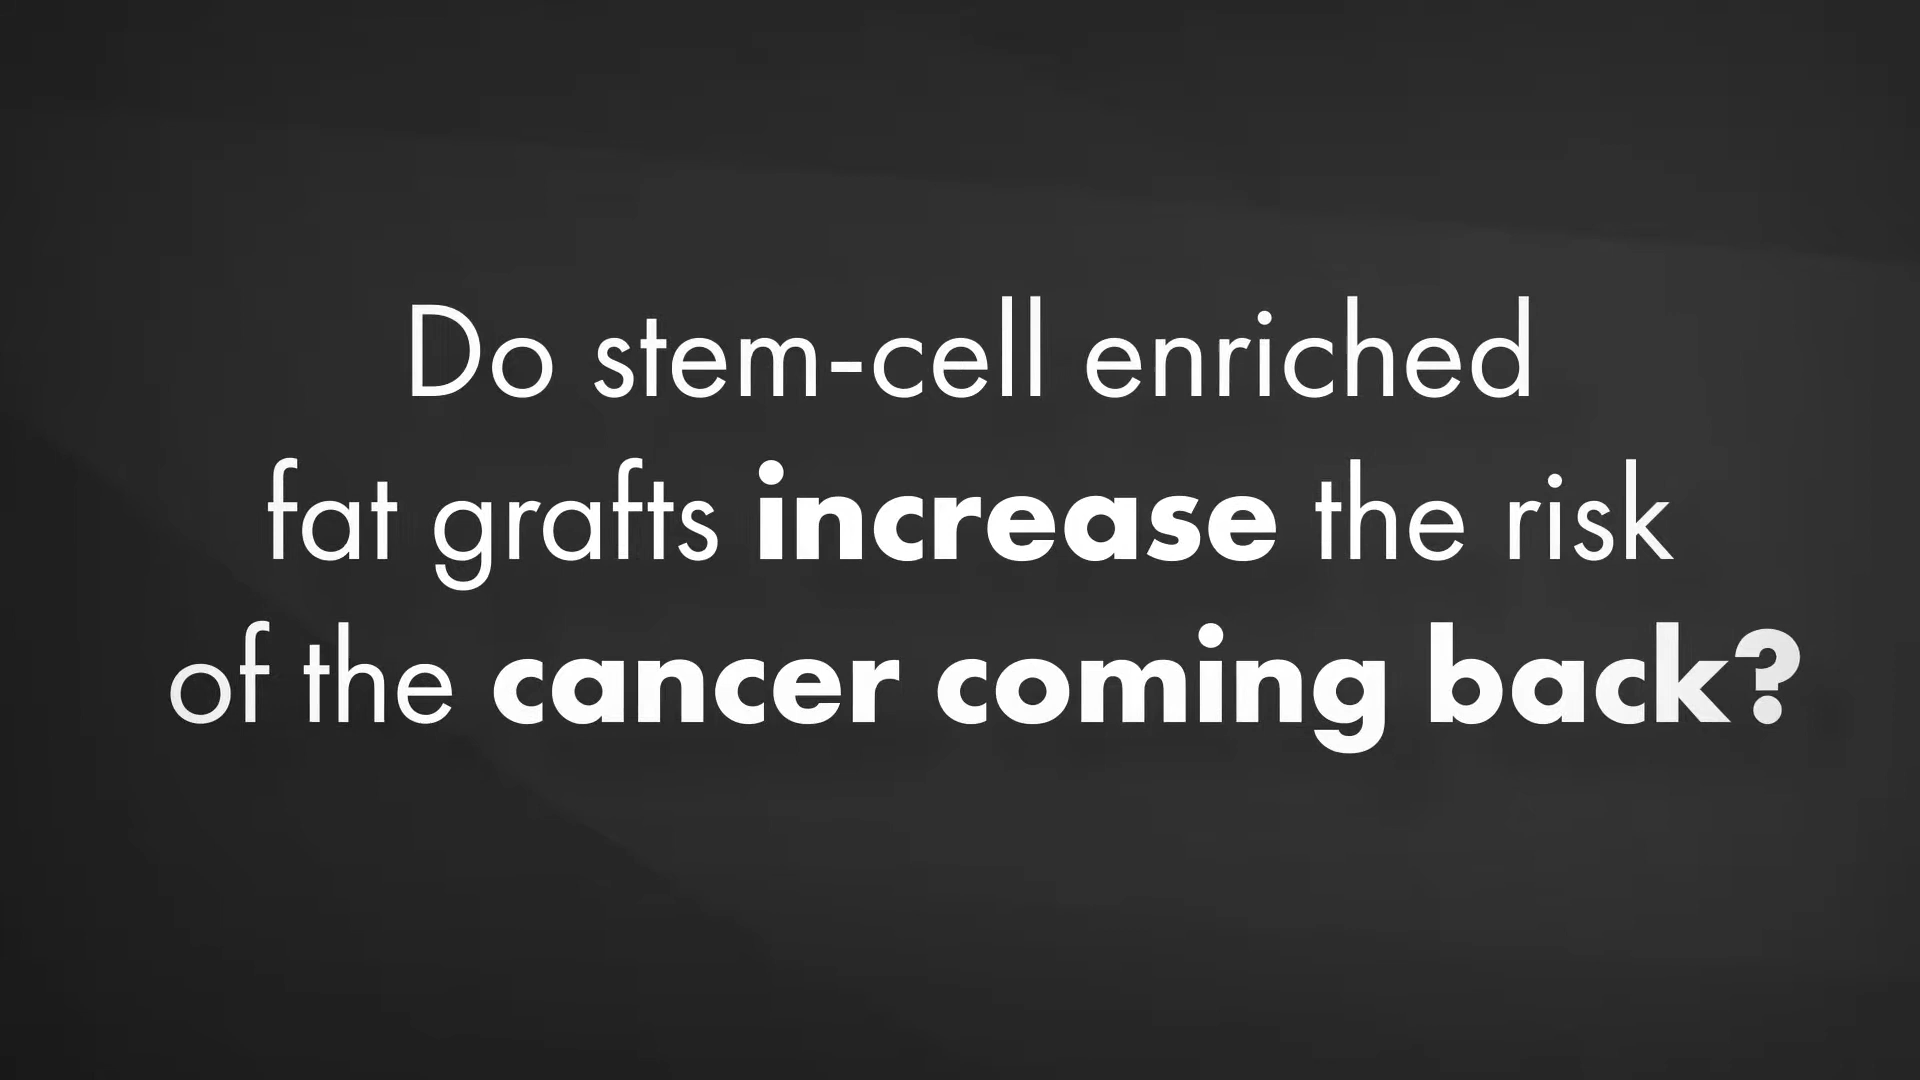 Do stem-cell enriched
fat grafts increase the risk
of the cancer coming back?